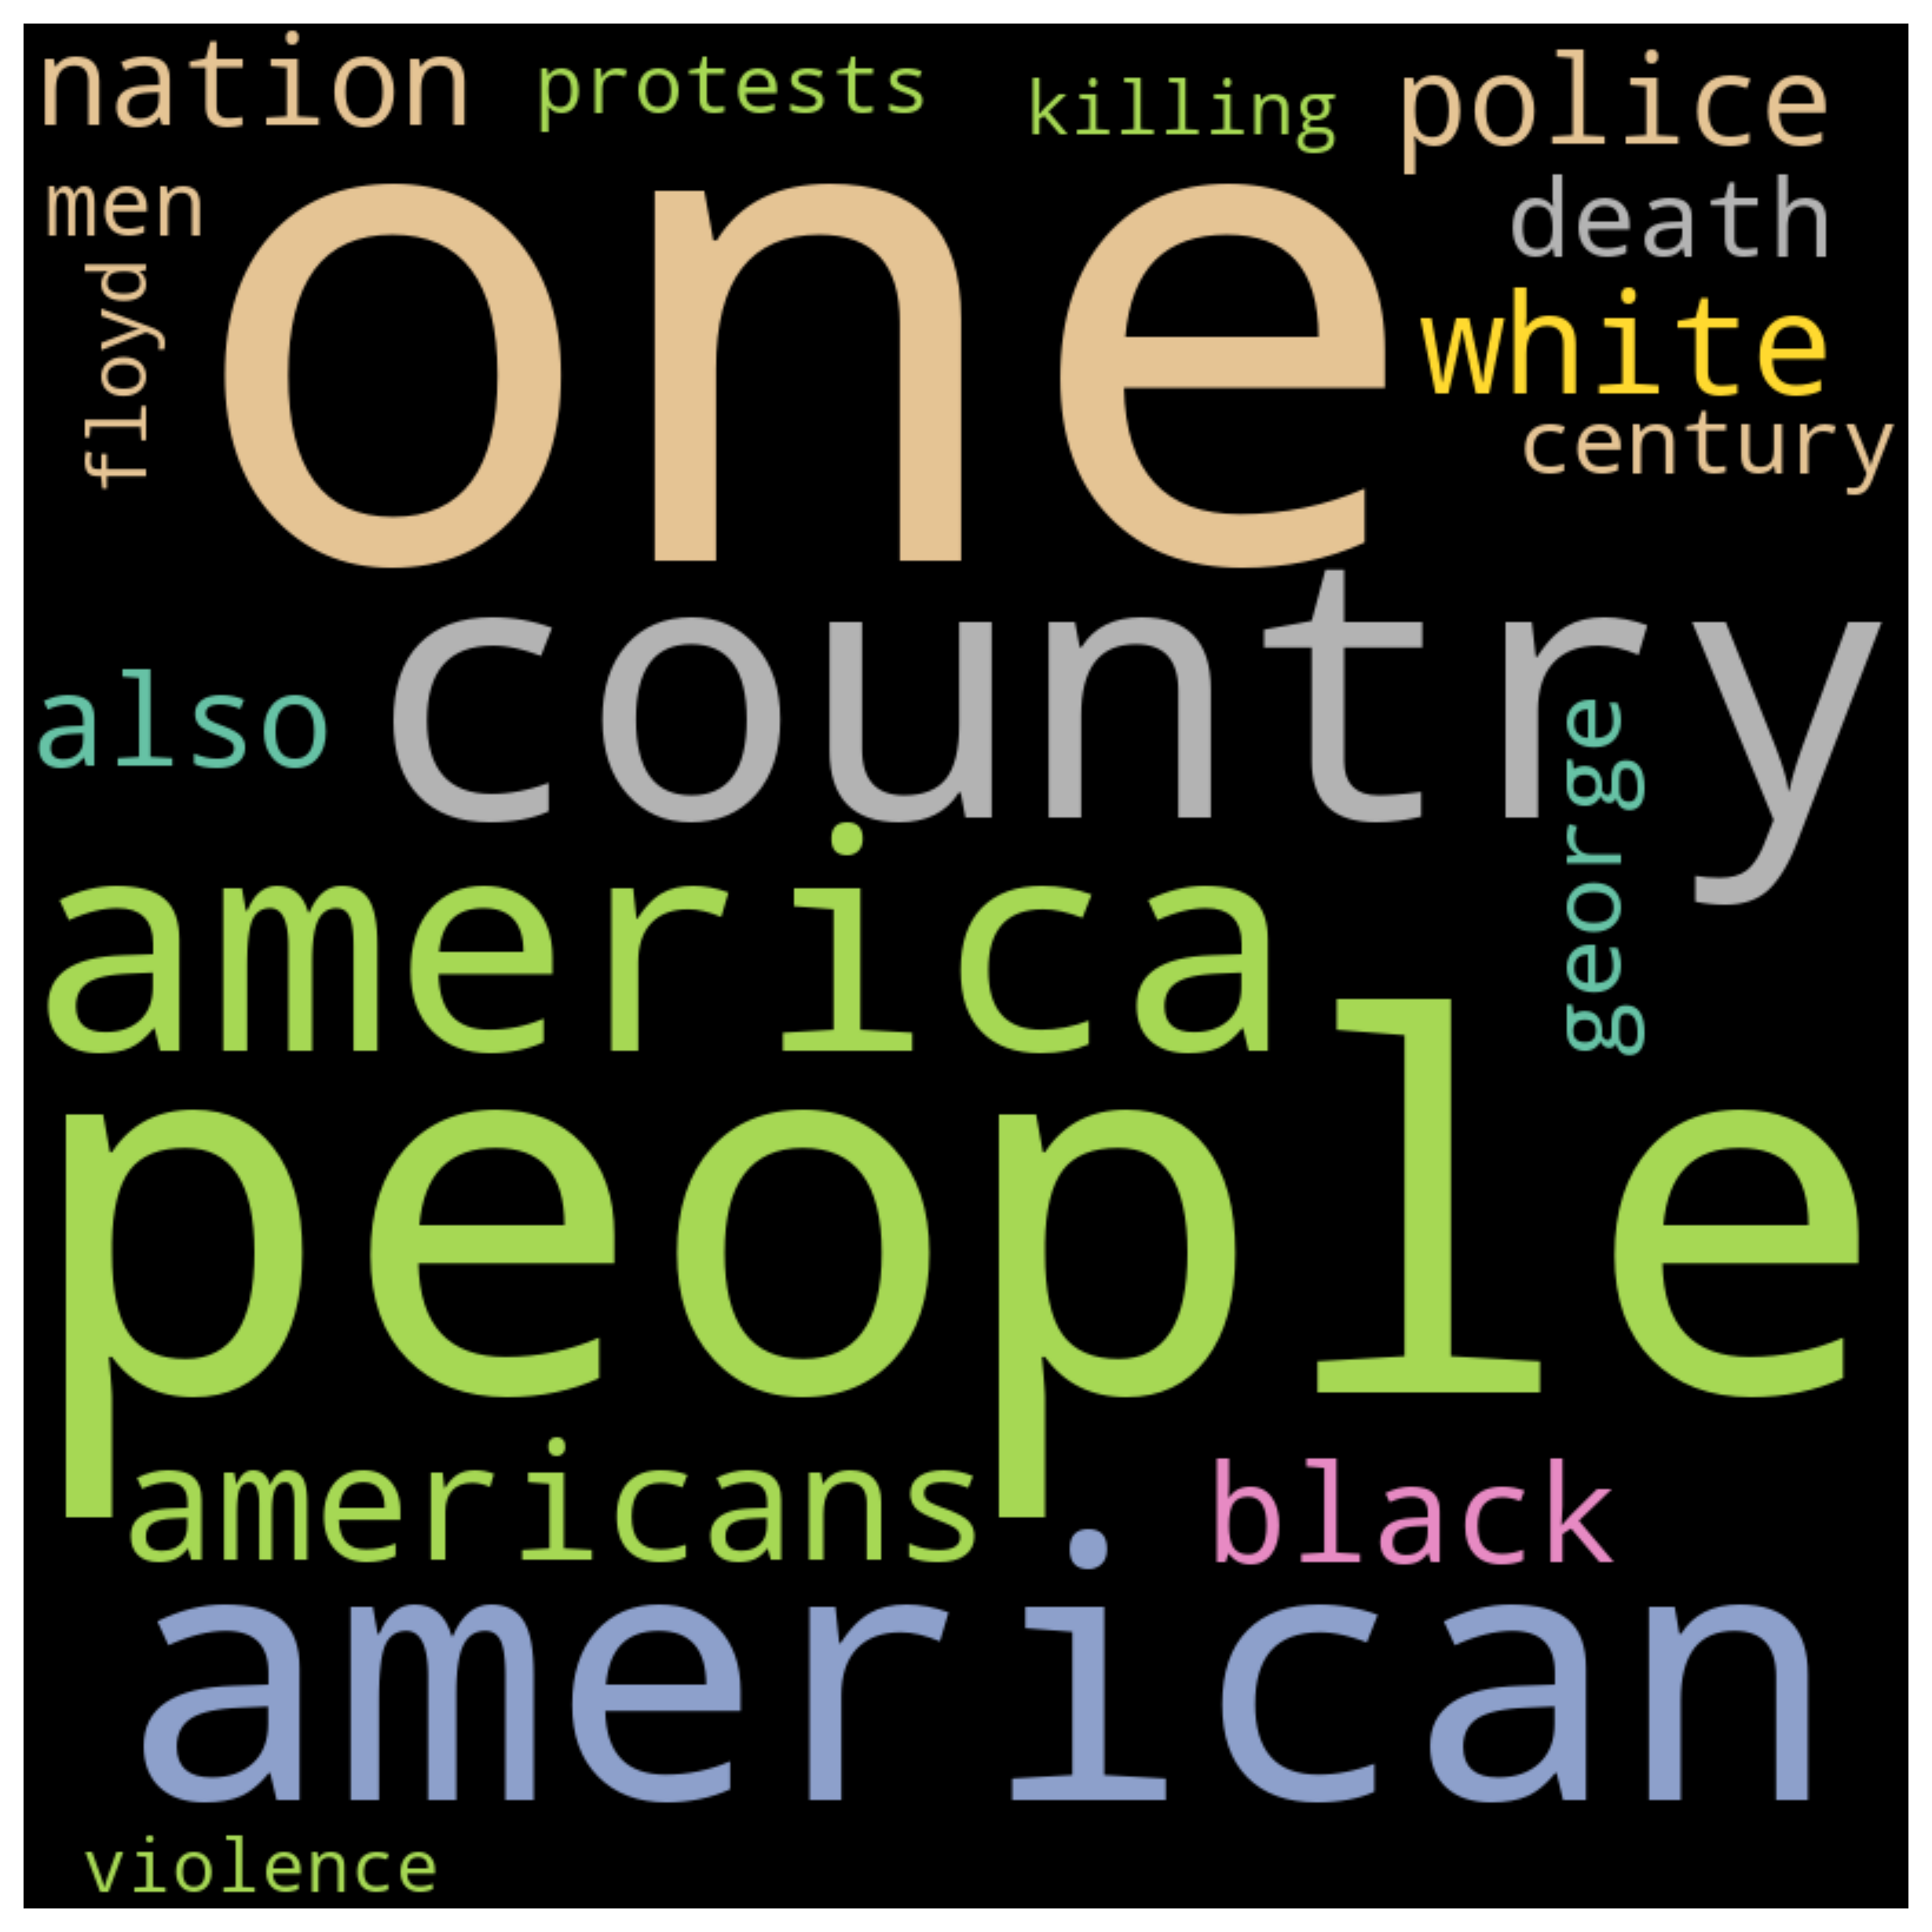 nation protests killing police
men
death
floyd
one
white
century
country
also
george
america
people
americans
black
american
violence